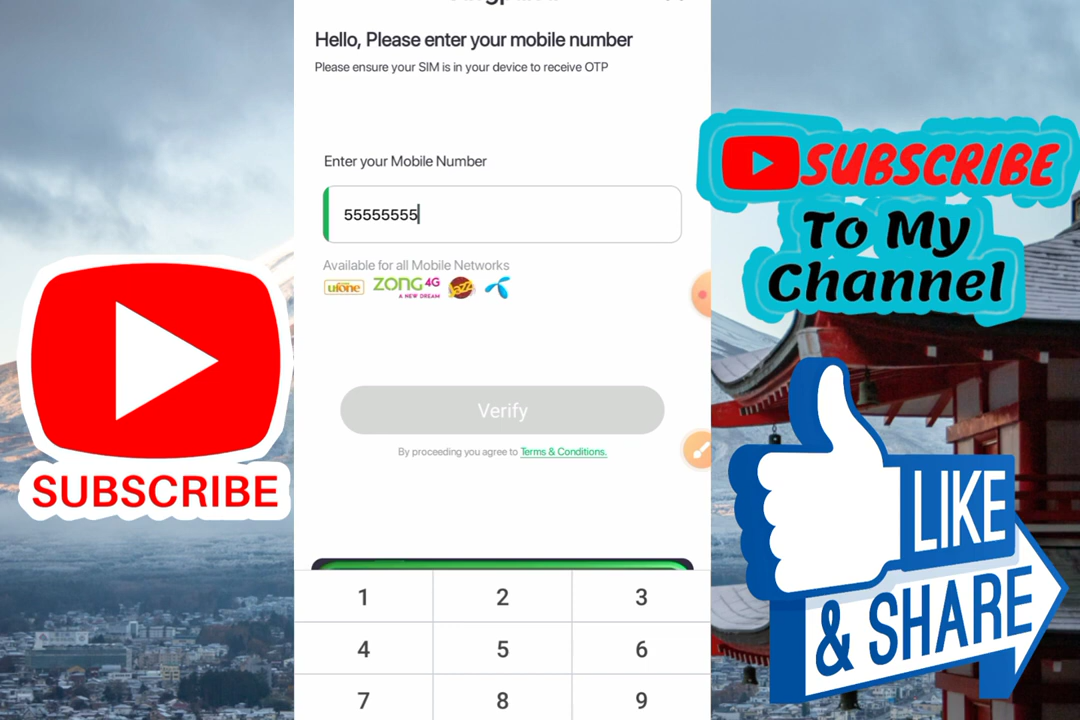 Hello, Please enter your mobile number
Please ensure your SIM is in your device to receive OTP
Enter your Mobile Number
55555555
Available for all Mobile Networks
ufone ZONG 4G Jazz
A NEW DREAM
Verify
By proceeding you agree to Terms & Conditions.
1 2 3
4 5 6
7 8 9
SUBSCRIBE
SUBSCRIBE
To My
Channel
LIKE
& SHARE